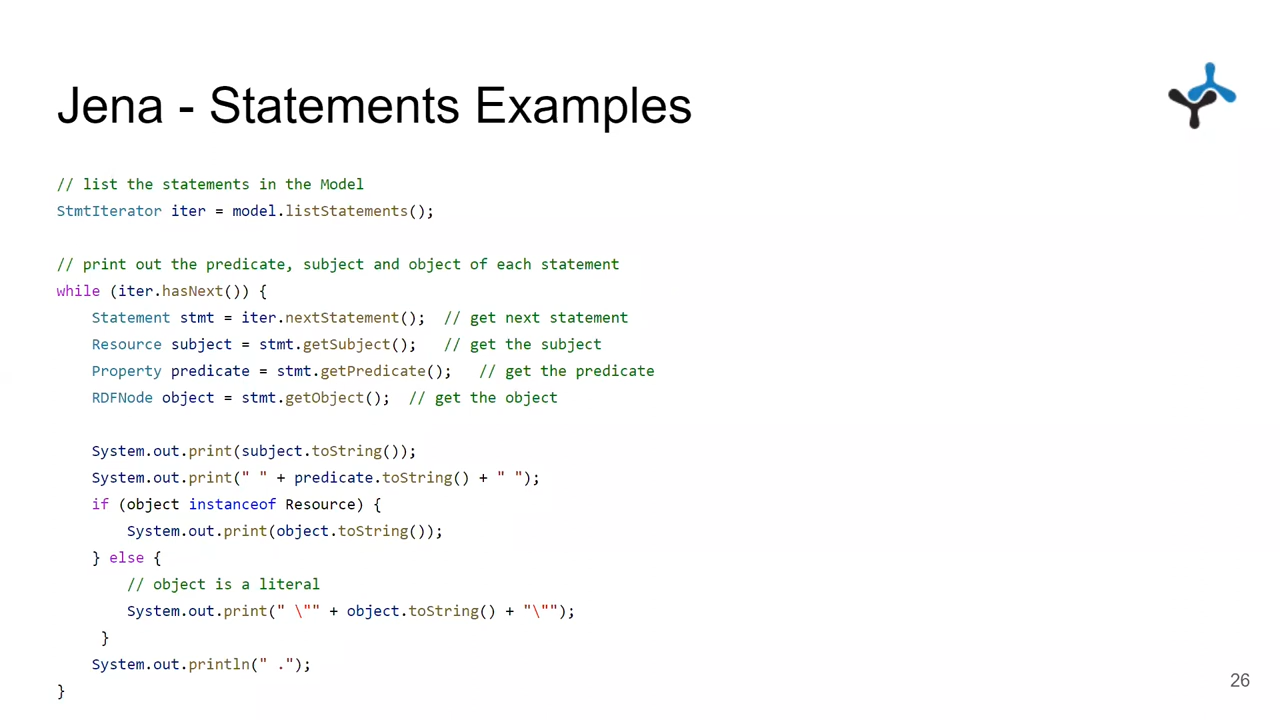 Jena - Statements Examples
// list the statements in the Model
StmtIterator iter = model.listStatements();
// print out the predicate, subject and object of each statement
while (iter.hasNext()) {
    Statement stmt = iter.nextStatement();  // get next statement
    Resource subject = stmt.getSubject();   // get the subject
    Property predicate = stmt.getPredicate();   // get the predicate
    RDFNode object = stmt.getObject();  // get the object
    System.out.print(subject.toString());
    System.out.print(" " + predicate.toString() + " ");
    if (object instanceof Resource) {
        System.out.print(object.toString());
    } else {
        // object is a literal
        System.out.print(" \"" + object.toString() + "\"");
     }
    System.out.println(" .");
}
26